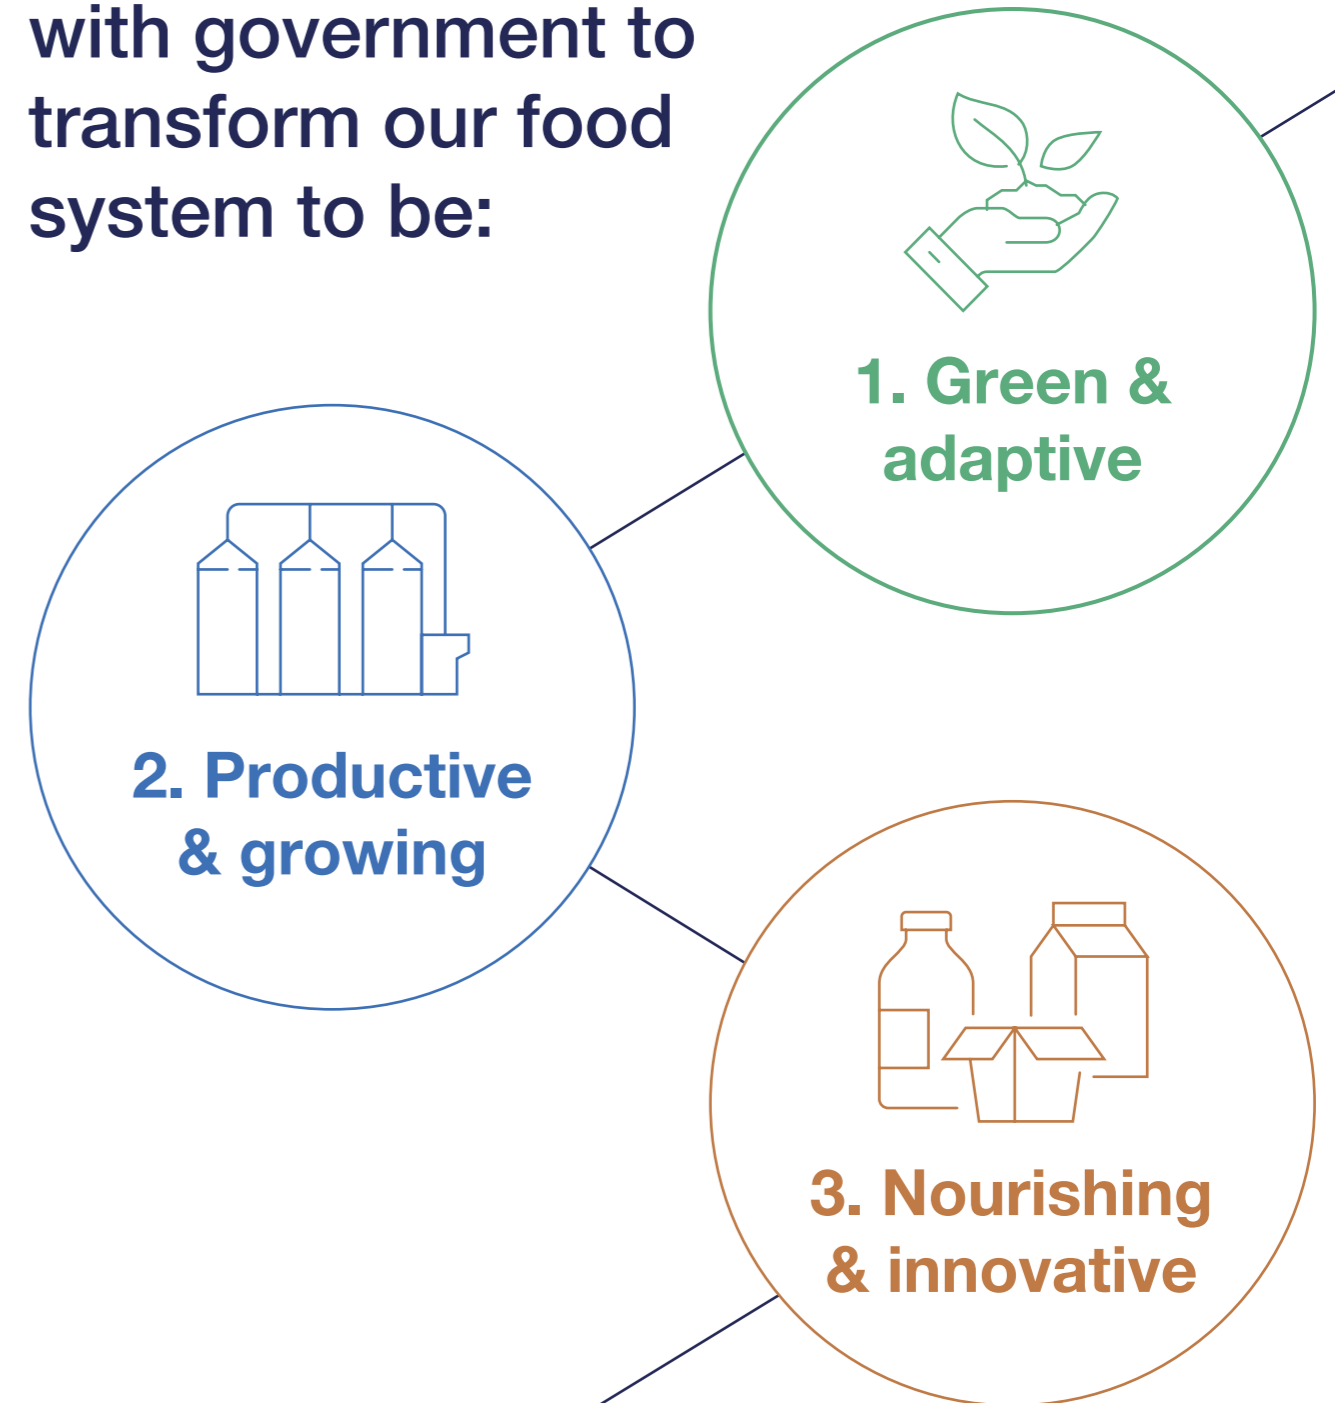 with government to
transform our food
system to be:
1. Green &
adaptive
2. Productive
& growing
3. Nourishing
& innovative